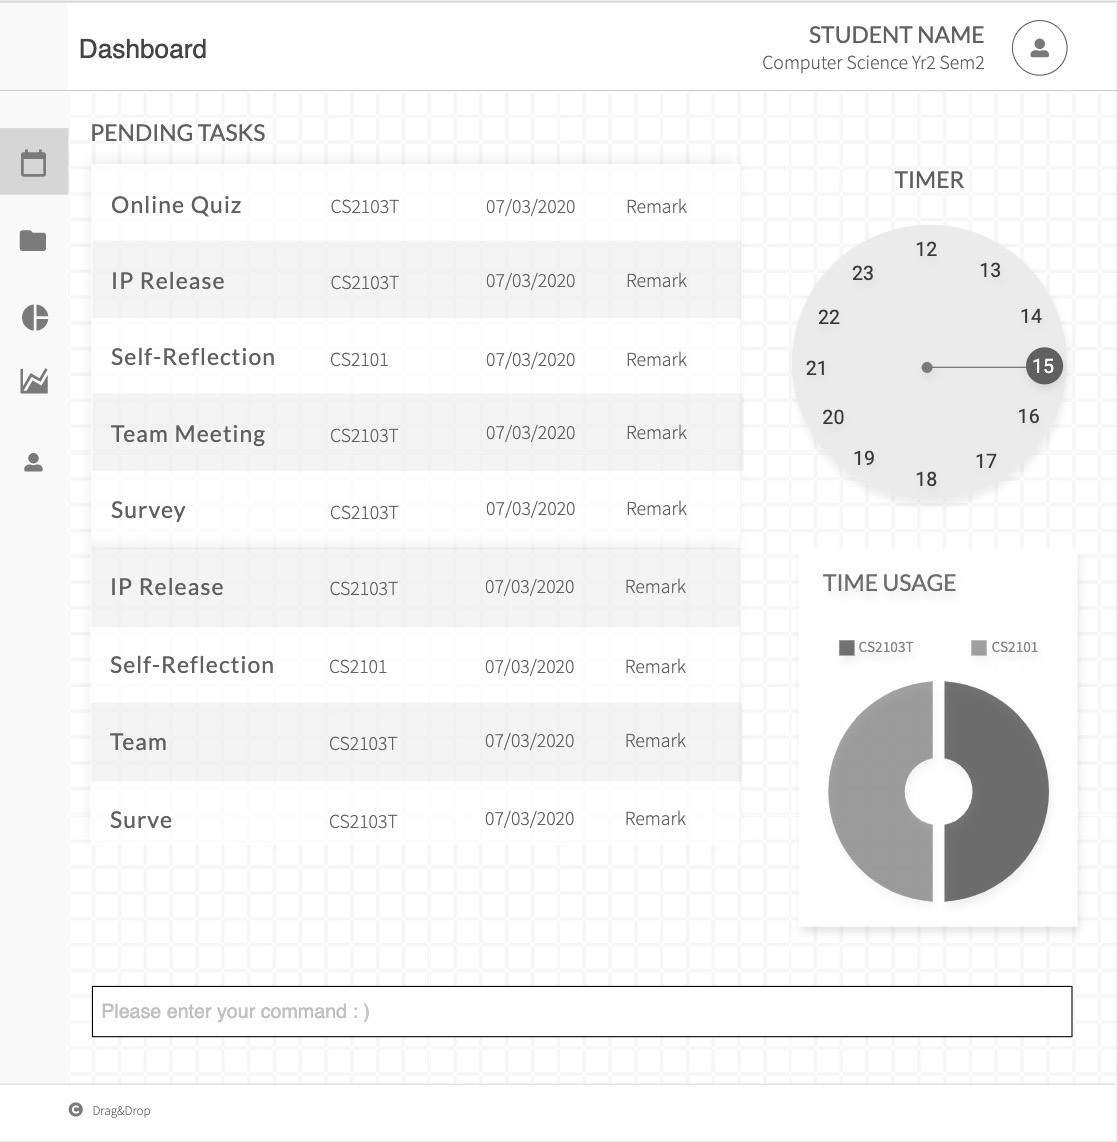 Dashboard
STUDENT NAME
Computer Science Yr2 Sem2
PENDING TASKS
Online Quiz CS2103T 07/03/2020 Remark
IP Release CS2103T 07/03/2020 Remark
Self-Reflection CS2101 07/03/2020 Remark
Team Meeting CS2103T 07/03/2020 Remark
Survey CS2103T 07/03/2020 Remark
IP Release CS2103T 07/03/2020 Remark
Self-Reflection CS2101 07/03/2020 Remark
Team CS2103T 07/03/2020 Remark
Surve CS2103T 07/03/2020 Remark
TIMER
12
23 13
22 14
21 15
20 16
19 17
18
TIME USAGE
CS2103T CS2101
Please enter your command : )
C Drag&Drop